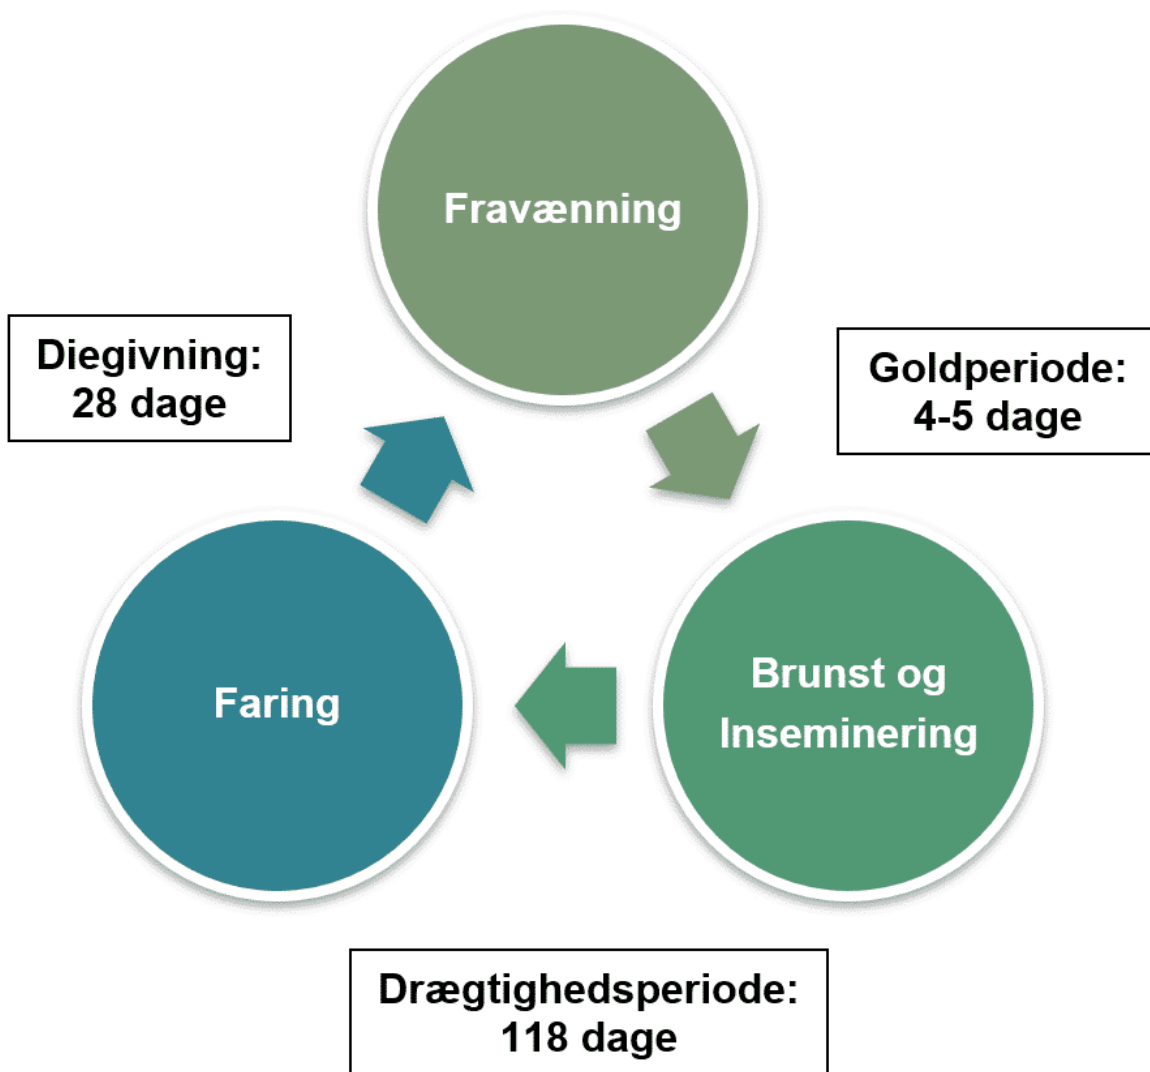 Fravænning
Diegivning:
28 dage
Goldperiode:
4-5 dage
Faring
Brunst og
Inseminering
Drægtighedsperiode:
118 dage